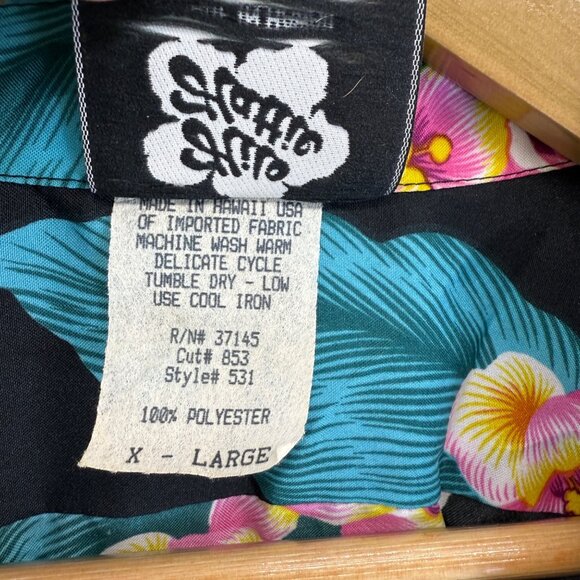 MADE IN HAWAII USA
OF IMPORTED FABRIC
MACHINE WASH WARM
DELICATE CYCLE
TUMBLE DRY - LOW
USE COOL IRON
R/N# 37145
Cut# 853
Style# 531
100% POLYESTER
X - LARGE